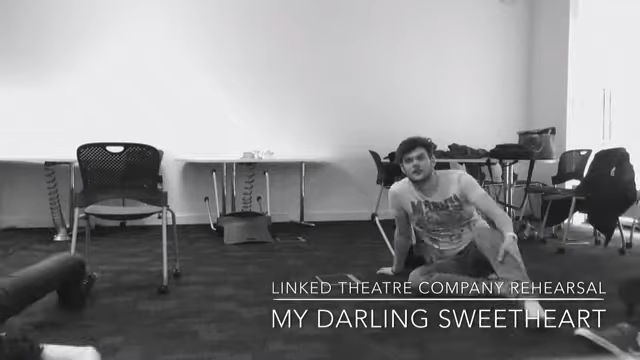 LINKED THEATRE COMPANY REHEARSAL
MY DARLING SWEETHEART